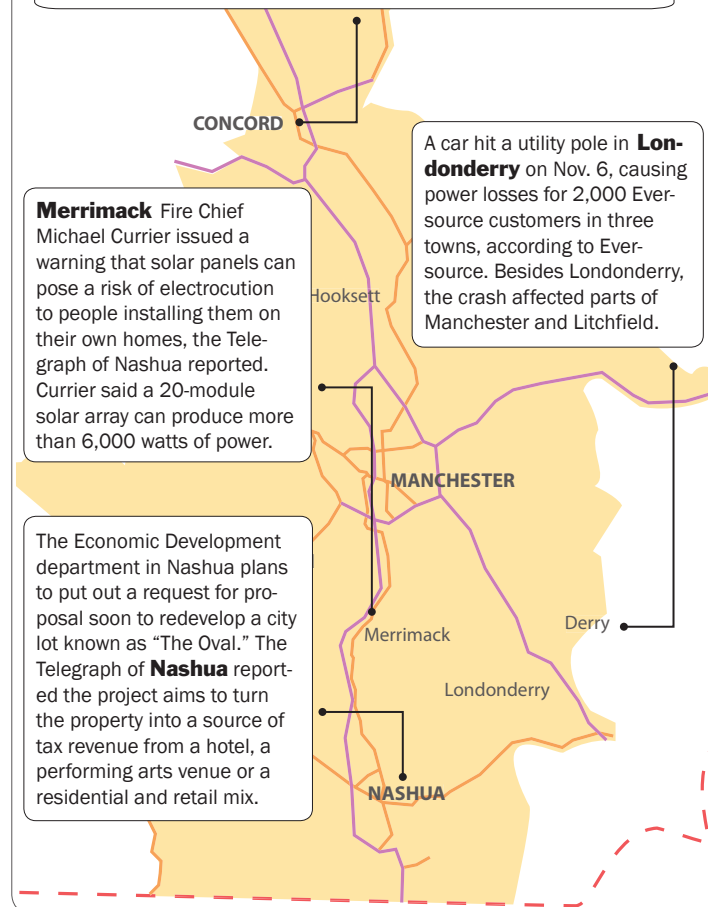 CONCORD
A car hit a utility pole in Lon-
donderry on Nov. 6, causing
power losses for 2,000 Ever-
source customers in three
towns, according to Ever-
source. Besides Londonderry,
the crash affected parts of
Manchester and Litchfield.
Merrimack Fire Chief
Michael Currier issued a
warning that solar panels can
pose a risk of electrocution
to people installing them on
their own homes, the Tele-
graph of Nashua reported.
Currier said a 20-module
solar array can produce more
than 6,000 watts of power.
Hooksett
MANCHESTER
The Economic Development
department in Nashua plans
to put out a request for pro-
posal soon to redevelop a city
lot known as “The Oval.” The
Telegraph of Nashua report-
ed the project aims to turn
the property into a source of
tax revenue from a hotel, a
performing arts venue or a
residential and retail mix.
Merrimack
Derry
Londonderry
NASHUA